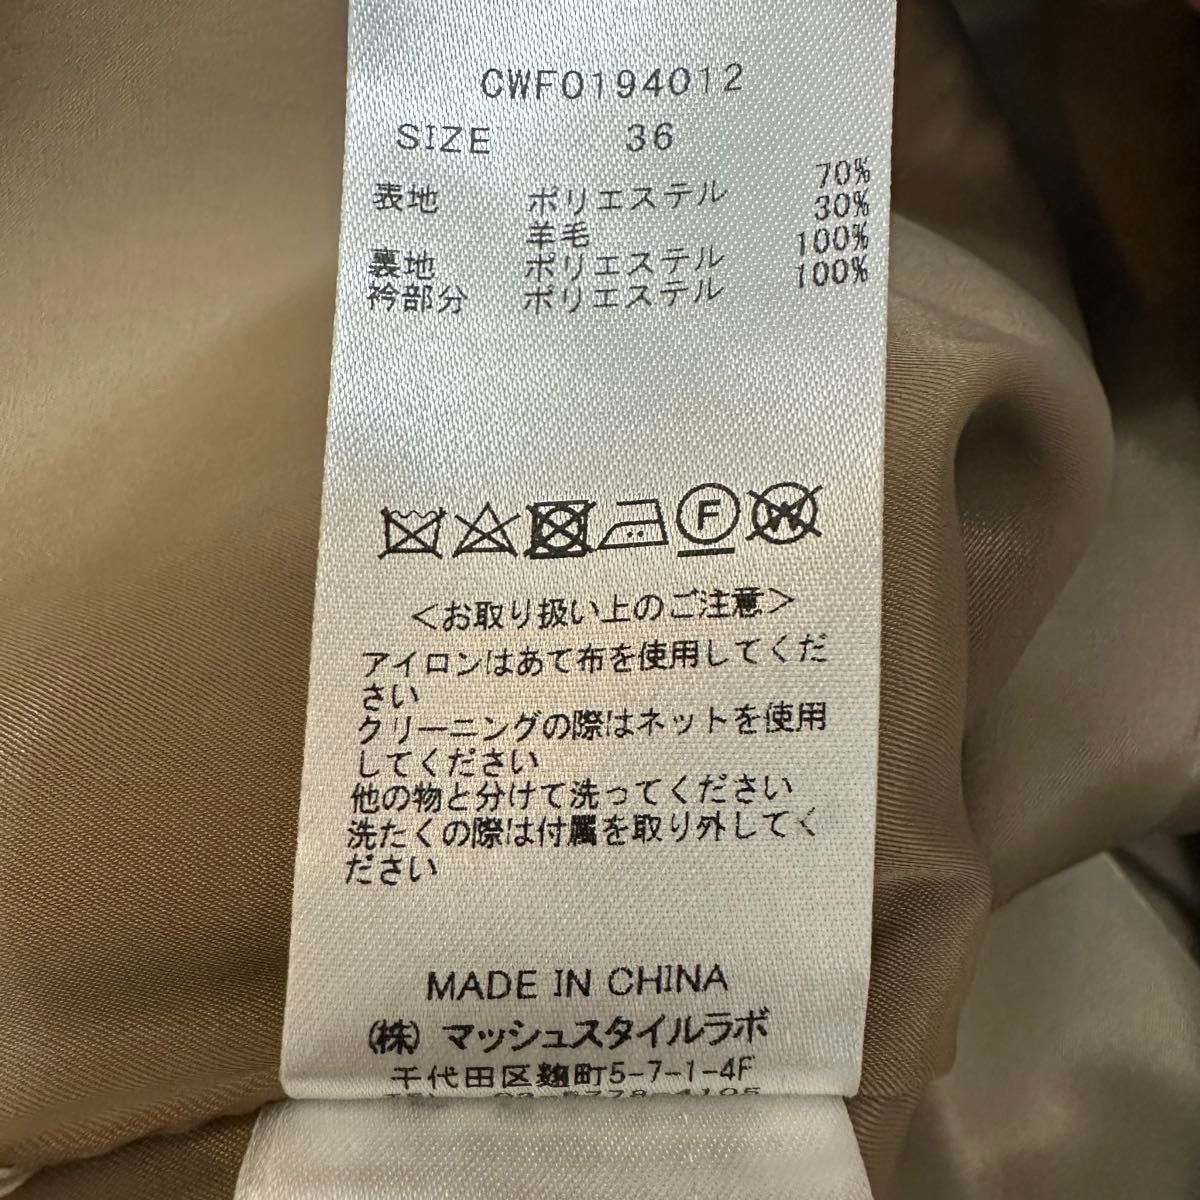 CWFO194012
SIZE 36
表地 ポリエステル 70%
羊毛 30%
裏地 ポリエステル 100%
衿部分 ポリエステル 100%
F W
＜お取り扱い上のご注意＞
アイロンはあて布を使用してくだ
さい
クリーニングの際はネットを使用
してください
他の物と分けて洗ってください
洗たくの際は付属を取り外してく
ださい
MADE IN CHINA
(株) マッシュスタイルラボ
千代田区麹町5-7-1-4F